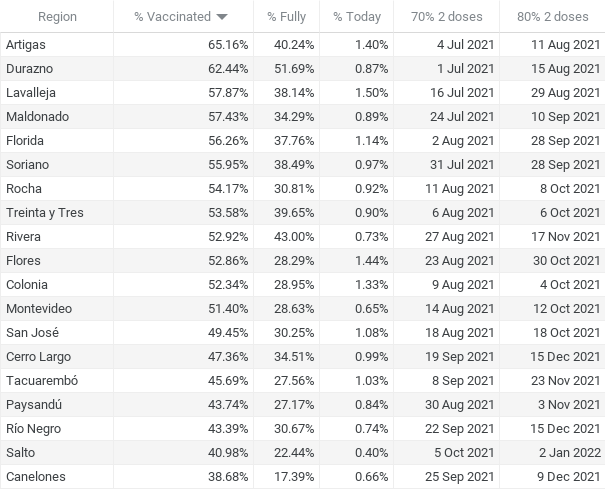 Region % Vaccinated % Fully % Today 70% 2 doses 80% 2 doses
Artigas 65.16% 40.24% 1.40% 4 Jul 2021 11 Aug 2021
Durazno 62.44% 51.69% 0.87% 1 Jul 2021 15 Aug 2021
Lavalleja 57.87% 38.14% 1.50% 16 Jul 2021 29 Aug 2021
Maldonado 57.43% 34.29% 0.89% 24 Jul 2021 10 Sep 2021
Florida 56.26% 37.76% 1.14% 2 Aug 2021 28 Sep 2021
Soriano 55.95% 38.49% 0.97% 31 Jul 2021 28 Sep 2021
Rocha 54.17% 30.81% 0.92% 11 Aug 2021 8 Oct 2021
Treinta y Tres 53.58% 39.65% 0.90% 6 Aug 2021 6 Oct 2021
Rivera 52.92% 43.00% 0.73% 27 Aug 2021 17 Nov 2021
Flores 52.86% 28.29% 1.44% 23 Aug 2021 30 Oct 2021
Colonia 52.34% 28.95% 1.33% 9 Aug 2021 4 Oct 2021
Montevideo 51.40% 28.63% 0.65% 14 Aug 2021 12 Oct 2021
San José 49.45% 30.25% 1.08% 18 Aug 2021 18 Oct 2021
Cerro Largo 47.36% 34.51% 0.99% 19 Sep 2021 15 Dec 2021
Tacuarembó 45.69% 27.56% 1.03% 8 Sep 2021 23 Nov 2021
Paysandú 43.74% 27.17% 0.84% 30 Aug 2021 3 Nov 2021
Río Negro 43.39% 30.67% 0.74% 22 Sep 2021 15 Dec 2021
Salto 40.98% 22.44% 0.40% 5 Oct 2021 2 Jan 2022
Canelones 38.68% 17.39% 0.66% 25 Sep 2021 9 Dec 2021